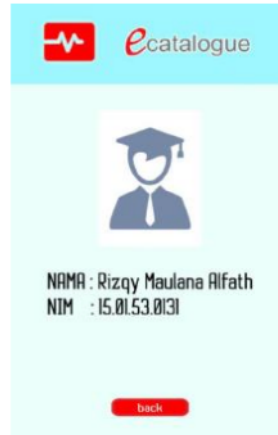 ecatalogue
NAMA : Rizqy Maulana Alfath
NIM : 15.01.53.0131
back